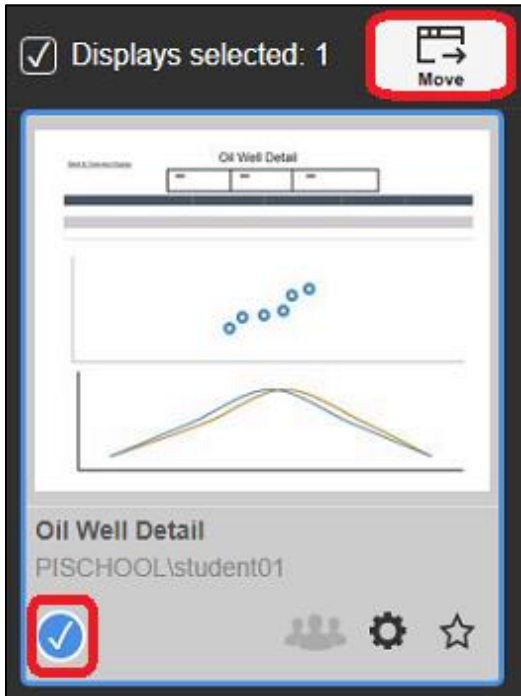 Displays selected: 1
Move
Oil Well Detail
Oil Well Detail
PISCHOOL\student01